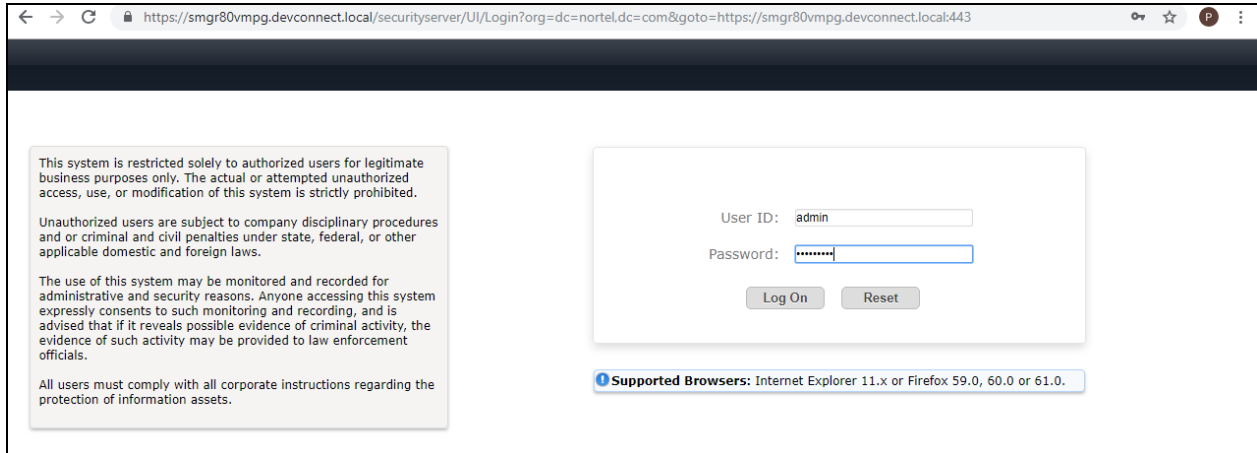 https://smgr80vmpg.devconnect.local/securityserver/UI/Login?org=dc=nortel,dc=com&goto=https://smgr80vmpg.devconnect.local:443
P
This system is restricted solely to authorized users for legitimate
business purposes only. The actual or attempted unauthorized
access, use, or modification of this system is strictly prohibited.
Unauthorized users are subject to company disciplinary procedures
and or criminal and civil penalties under state, federal, or other
applicable domestic and foreign laws.
The use of this system may be monitored and recorded for
administrative and security reasons. Anyone accessing this system
expressly consents to such monitoring and recording, and is
advised that if it reveals possible evidence of criminal activity, the
evidence of such activity may be provided to law enforcement
officials.
All users must comply with all corporate instructions regarding the
protection of information assets.
User ID: admin
Password: •••••••••
Log On Reset
Supported Browsers: Internet Explorer 11.x or Firefox 59.0, 60.0 or 61.0.